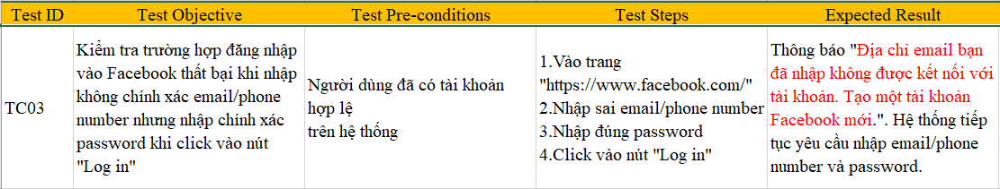 Test ID
Test Objective
Test Pre-conditions
Test Steps
Expected Result
TC03
Kiểm tra trường hợp đăng nhập
vào Facebook thất bại khi nhập
không chính xác email/phone
number nhưng nhập chính xác
password khi click vào nút
"Log in"
Người dùng đã có tài khoản
hợp lệ
trên hệ thống
1.Vào trang
"https://www.facebook.com/"
2.Nhập sai email/phone number
3.Nhập đúng password
4.Click vào nút "Log in"
Thông báo "Địa chỉ email bạn
đã nhập không được kết nối với
tài khoản. Tạo một tài khoản
Facebook mới.". Hệ thống tiếp
tục yêu cầu nhập email/phone
number và password.